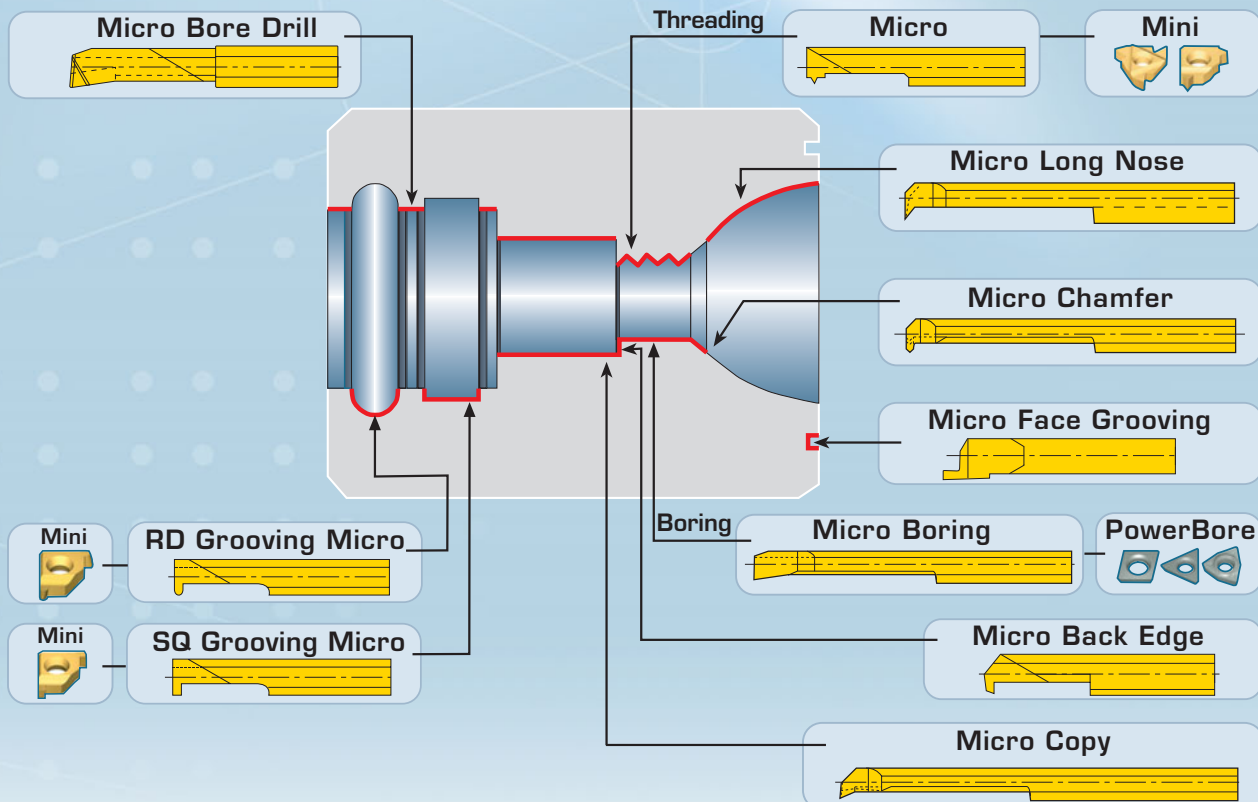 Micro Bore Drill
Threading
Micro
Mini
Micro Long Nose
Micro Chamfer
Micro Face Grooving
Mini
RD Grooving Micro
Boring
Micro Boring
PowerBore
Mini
SQ Grooving Micro
Micro Back Edge
Micro Copy